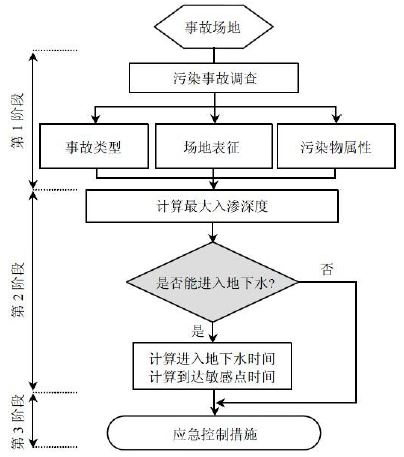 事故场地
第1阶段
污染事故调查
事故类型
场地表征
污染物属性
第2阶段
计算最大入渗深度
是否能进入地下水?
否
是
计算进入地下水时间
计算到达敏感点时间
第3阶段
应急控制措施